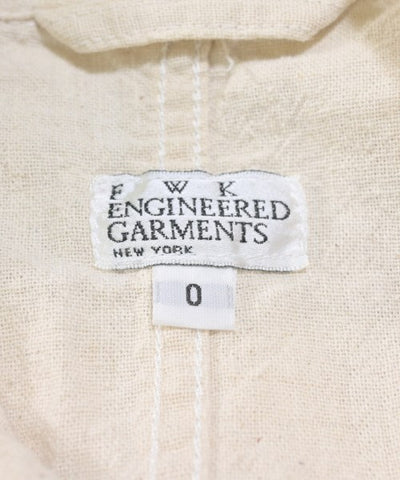 F W K
ENGINEERED
GARMENTS
NEW YORK
0